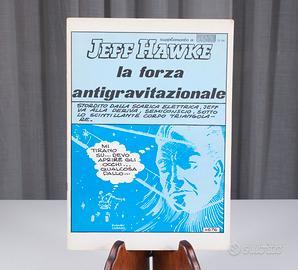 supplemento a
JEFF HAWKE
la forza
antigravitazionale
STORDITO DALLA SCARICA ELETTRICA, JEFF
VA ALLA DERIVA, SEMICONSCIO, SOTTO
LO SCINTILLANTE CORPO TRIANGOLA-
RE..
MI
TIRANO
SU... DEVO
APRIRE GLI
OCCHI...
QUALCOSA
DALLO...
SUBITO